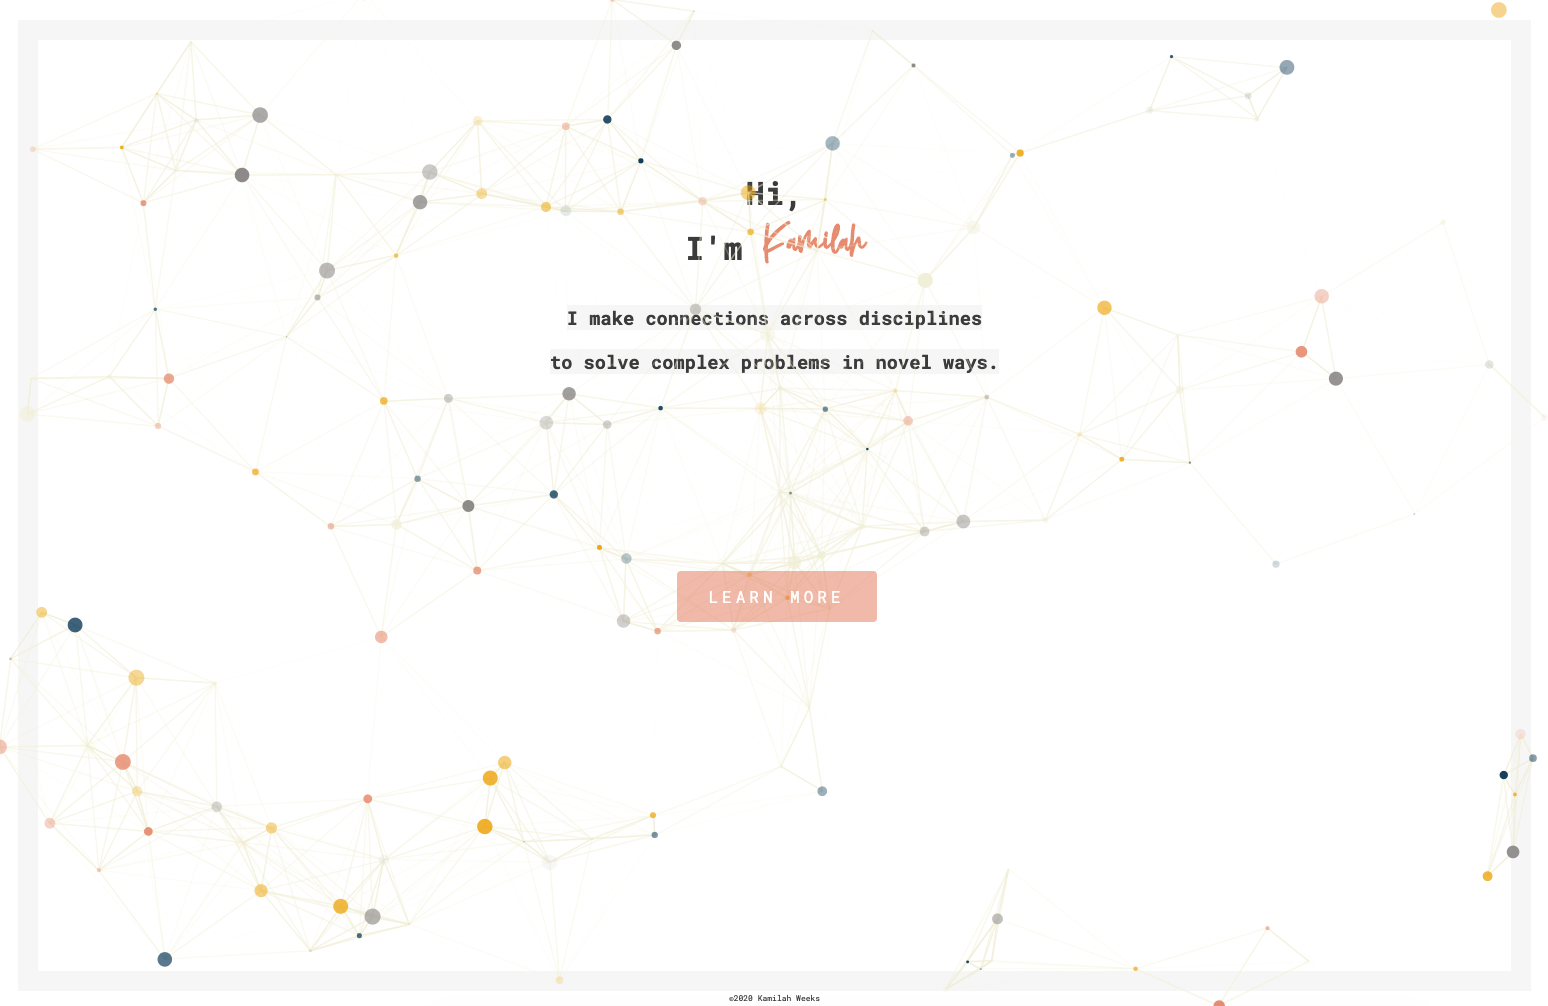 Hi,
I'm Kamilah
I make connections across disciplines
to solve complex problems in novel ways.
LEARN MORE
©2020 Kamilah Weeks